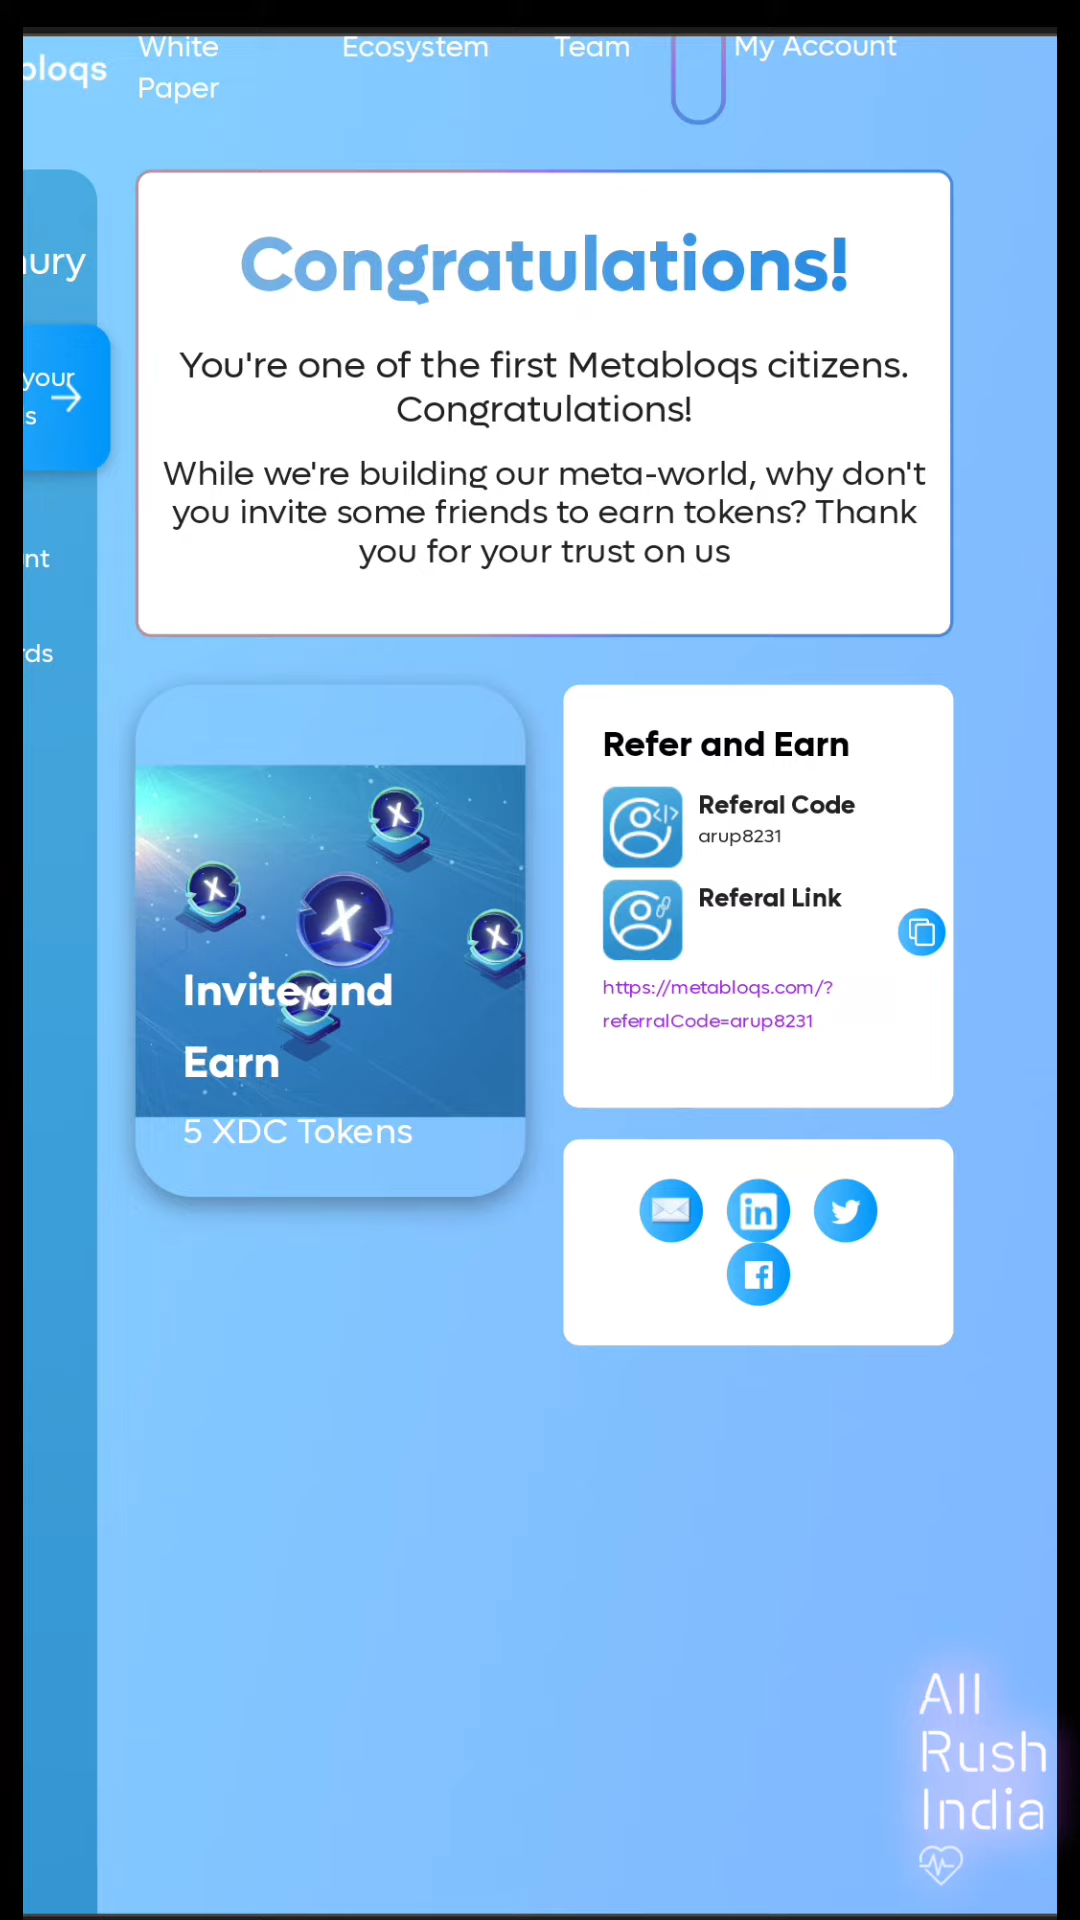 White
Paper
Ecosystem
Team
My Account
bloqs
ury
your
s
nt
rds
Congratulations!
You're one of the first Metabloqs citizens.
Congratulations!
While we're building our meta-world, why don't
you invite some friends to earn tokens? Thank
you for your trust on us
Invite and
Earn
5 XDC Tokens
Refer and Earn
Referal Code
arup8231
Referal Link
https://metabloqs.com/?
referralCode=arup8231
All
Rush
India